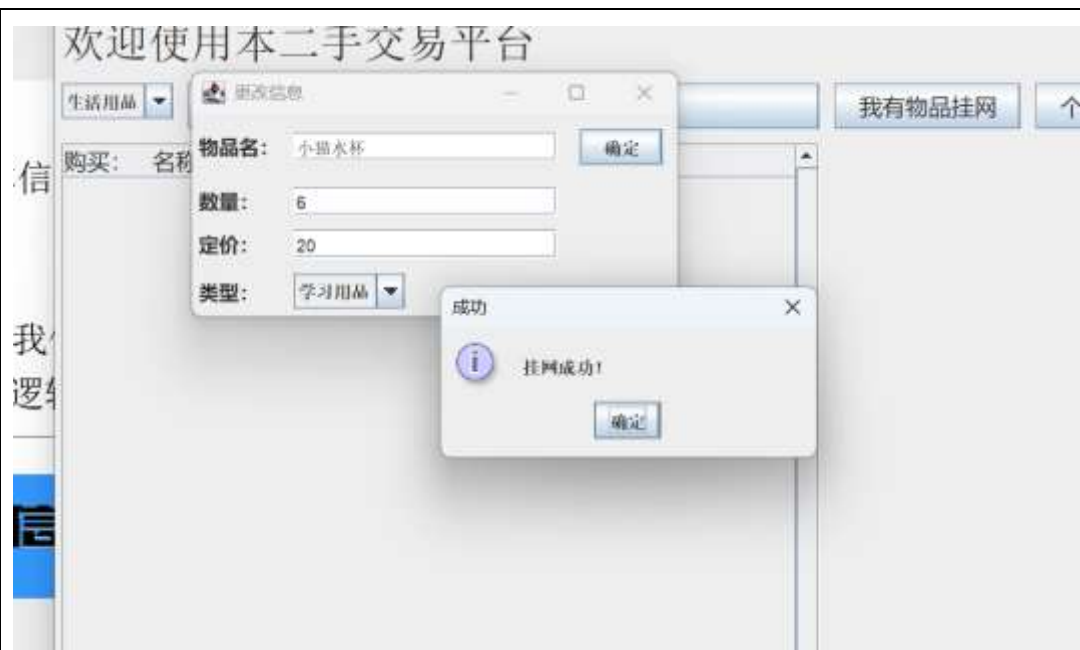 欢迎使用本二手交易平台
生活用品
更改信息
我有物品挂网
个
物品名：
小猫水杯
确定
购买：
名称
信
数量：
6
定价：
20
类型：
学习用品
成功
我
挂网成功！
逻辑
确定
信